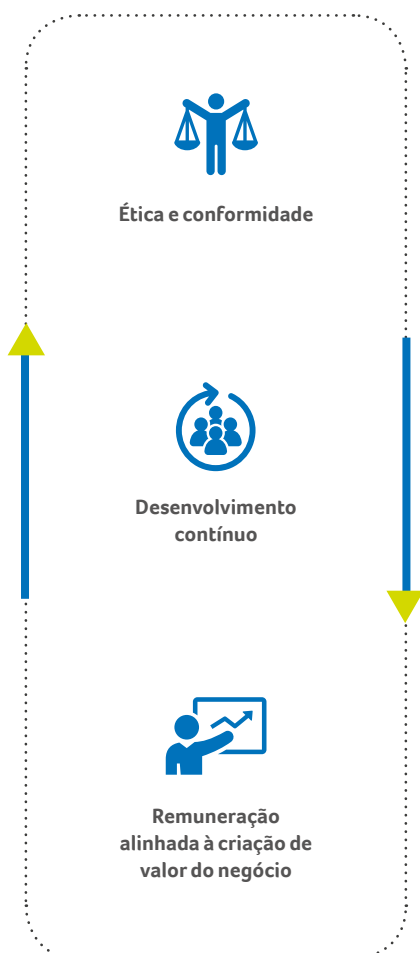 Ética e conformidade
Desenvolvimento
contínuo
Remuneração
alinhada à criação de
valor do negócio